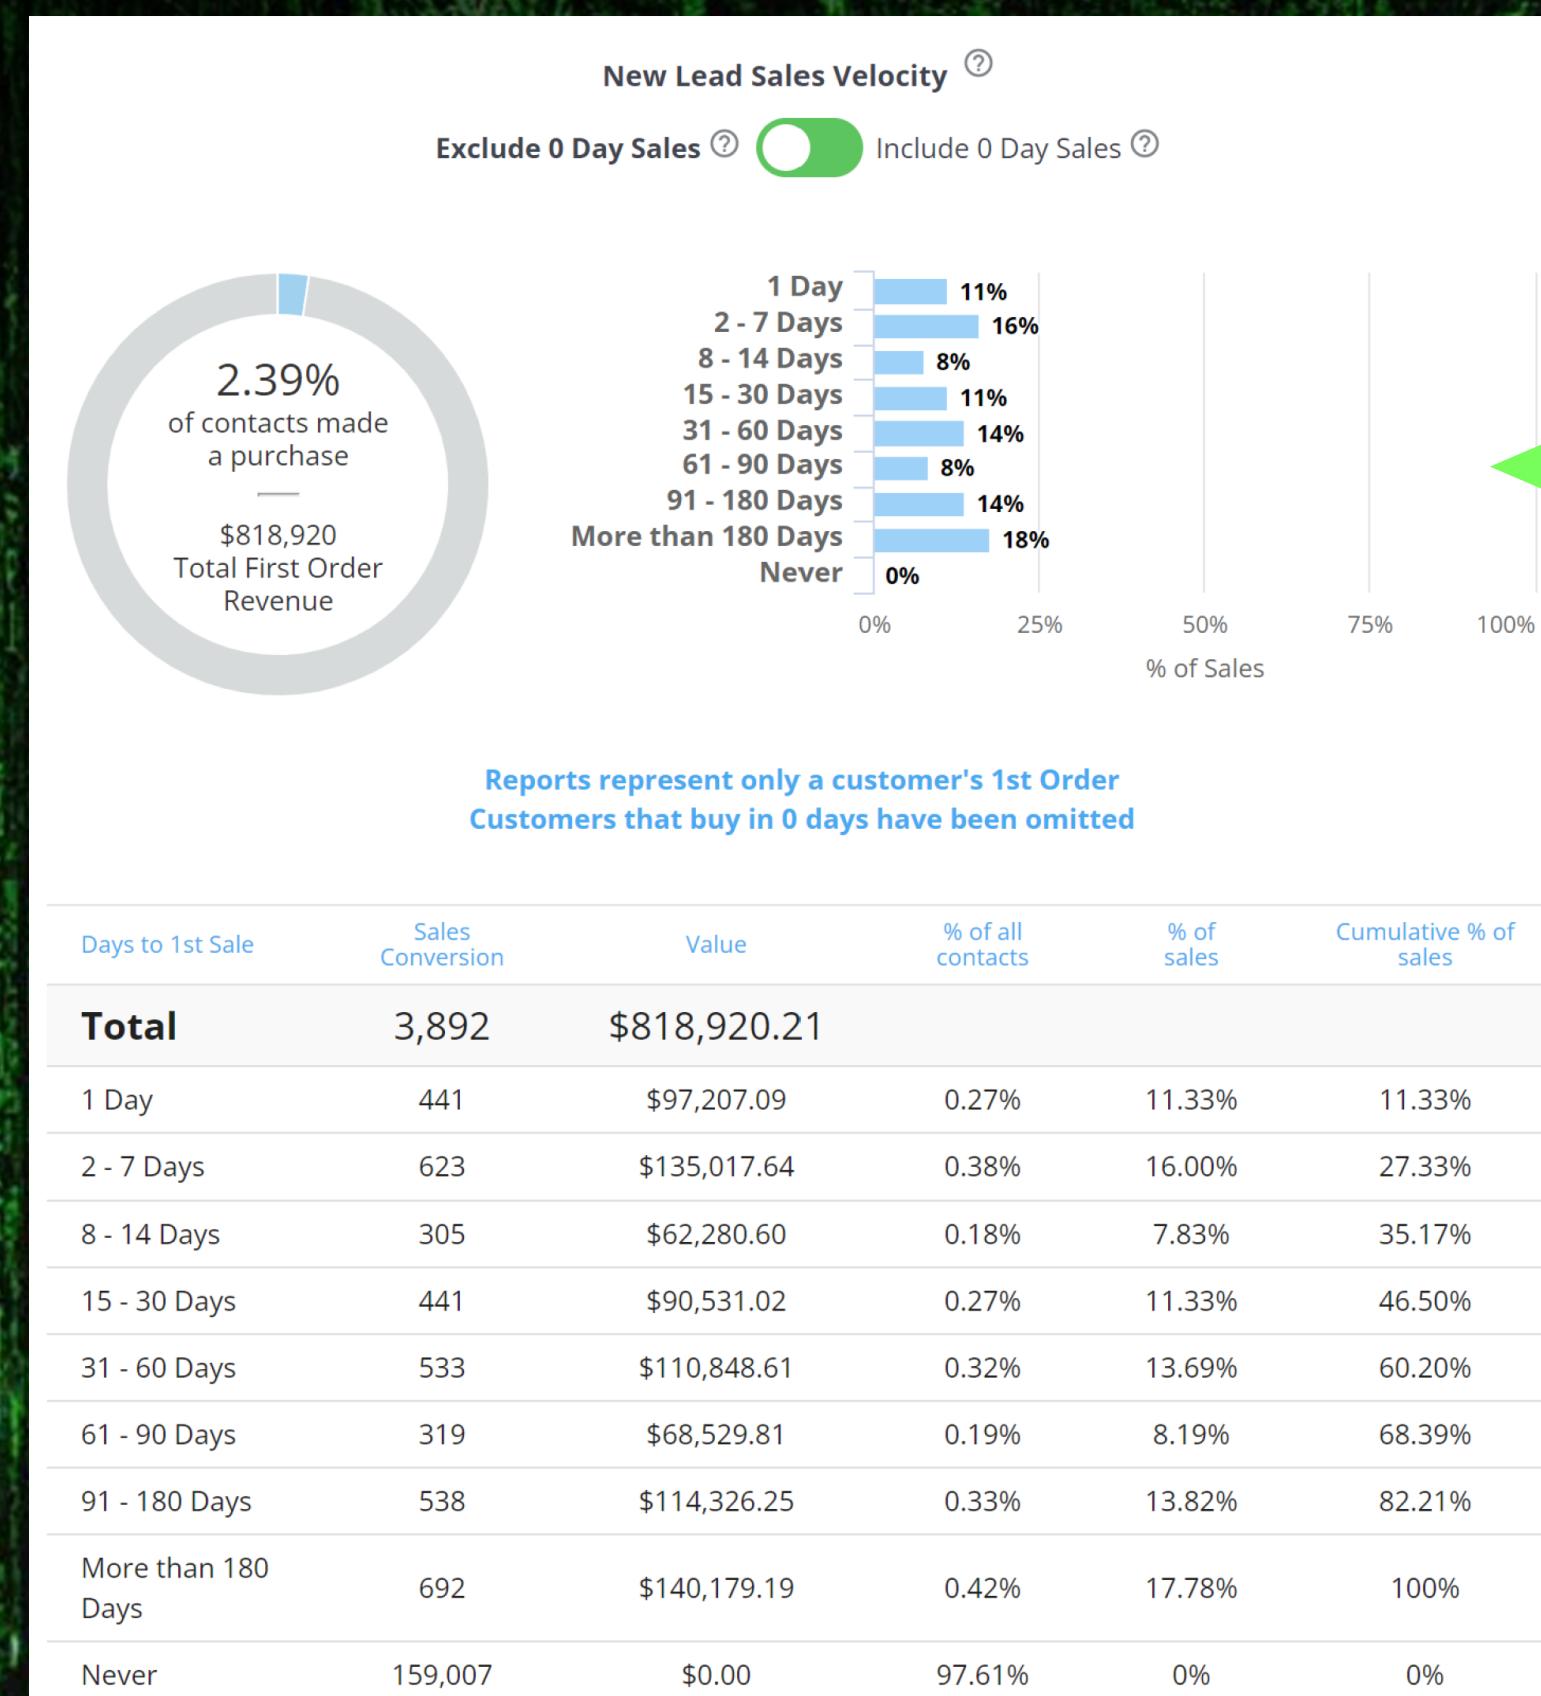 New Lead Sales Velocity ?
Exclude 0 Day Sales ? Include 0 Day Sales ?
2.39%
of contacts made
a purchase
$818,920
Total First Order
Revenue
1 Day 11%
2 - 7 Days 16%
8 - 14 Days 8%
15 - 30 Days 11%
31 - 60 Days 14%
61 - 90 Days 8%
91 - 180 Days 14%
More than 180 Days 18%
Never 0%
0% 25% 50% 75% 100%
% of Sales
Reports represent only a customer's 1st Order
Customers that buy in 0 days have been omitted
Days to 1st Sale Sales Conversion Value % of all contacts % of sales Cumulative % of sales
Total 3,892 $818,920.21
1 Day 441 $97,207.09 0.27% 11.33% 11.33%
2 - 7 Days 623 $135,017.64 0.38% 16.00% 27.33%
8 - 14 Days 305 $62,280.60 0.18% 7.83% 35.17%
15 - 30 Days 441 $90,531.02 0.27% 11.33% 46.50%
31 - 60 Days 533 $110,848.61 0.32% 13.69% 60.20%
61 - 90 Days 319 $68,529.81 0.19% 8.19% 68.39%
91 - 180 Days 538 $114,326.25 0.33% 13.82% 82.21%
More than 180 Days 692 $140,179.19 0.42% 17.78% 100%
Never 159,007 $0.00 97.61% 0% 0%